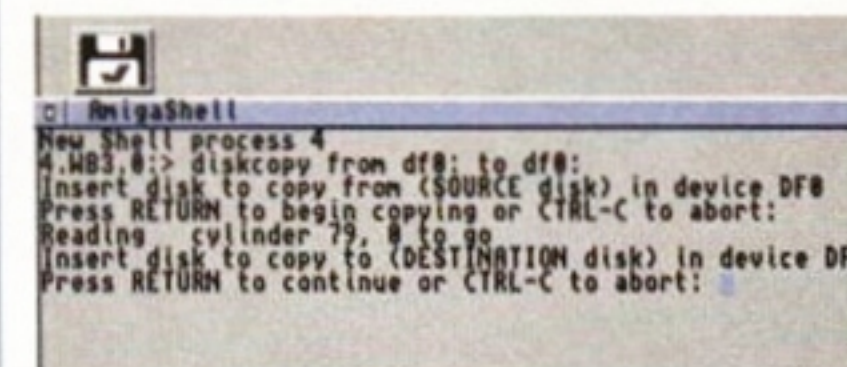 AmigaShell
New Shell process 4
4.WB3.0:> diskcopy from df0: to df0:
Insert disk to copy from (SOURCE disk) in device DF0
Press RETURN to begin copying or CTRL-C to abort:
Reading cylinder 79, 0 to go
Insert disk to copy to (DESTINATION disk) in device DF
Press RETURN to continue or CTRL-C to abort: